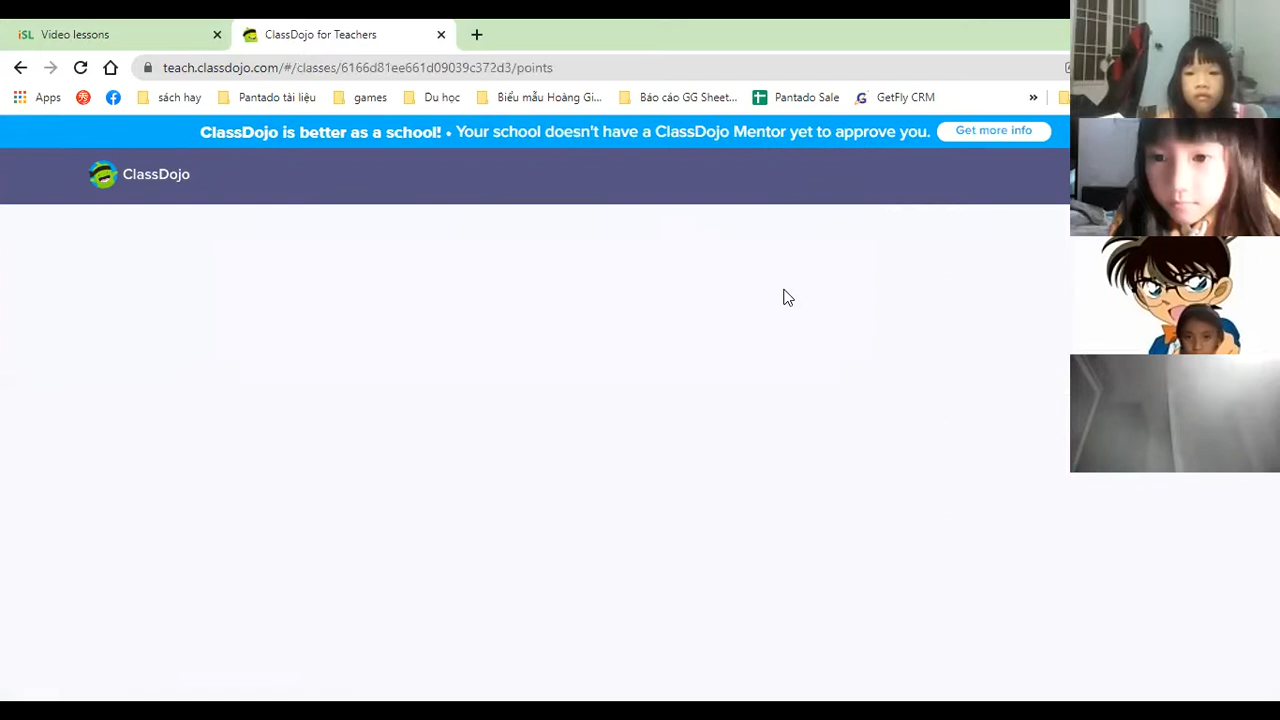 iSL Video lessons
ClassDojo for Teachers
teach.classdojo.com/#/classes/6166d81ee661d09039c372d3/points
Apps sách hay Pantado tài liệu games Du học Biểu mẫu Hoàng Gi... Báo cáo GG Sheet... Pantado Sale GetFly CRM »
ClassDojo is better as a school! • Your school doesn't have a ClassDojo Mentor yet to approve you. Get more info
ClassDojo